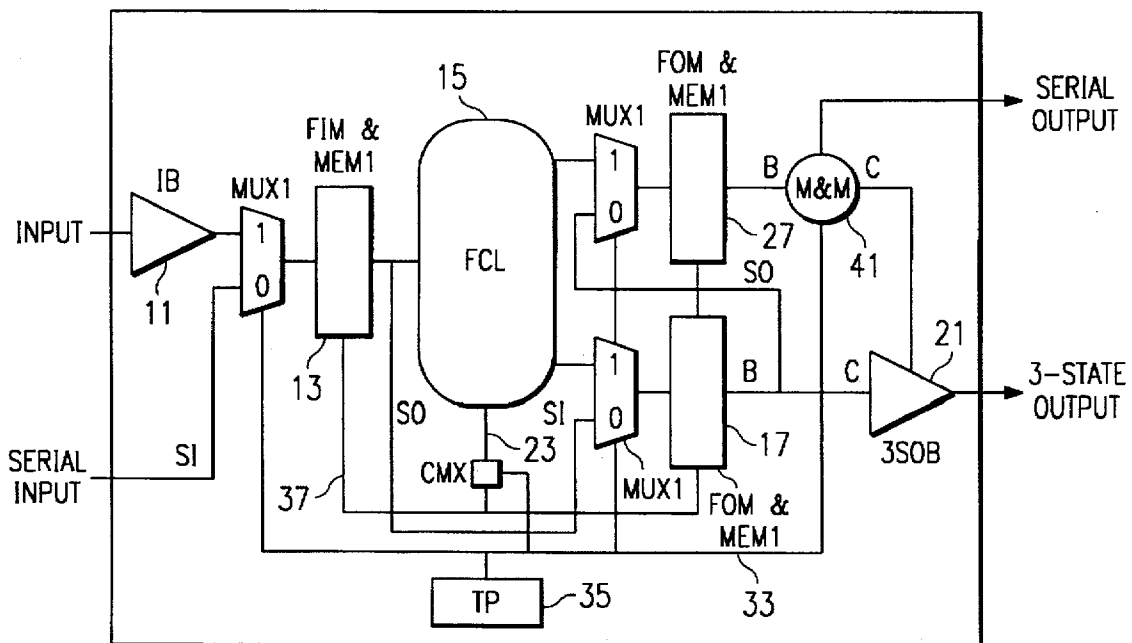 15
FOM &
MEM1
SERIAL
OUTPUT
MUX1
FIM &
MEM1
IB
MUX1
1
B
M&M
C
INPUT
1
0
FCL
0
27
41
11
SO
21
13
1
B
C
3-STATE
OUTPUT
SO
SI
0
SERIAL
INPUT
SI
23
17
3SOB
CMX
MUX1
37
FOM &
MEM1
TP
35
33